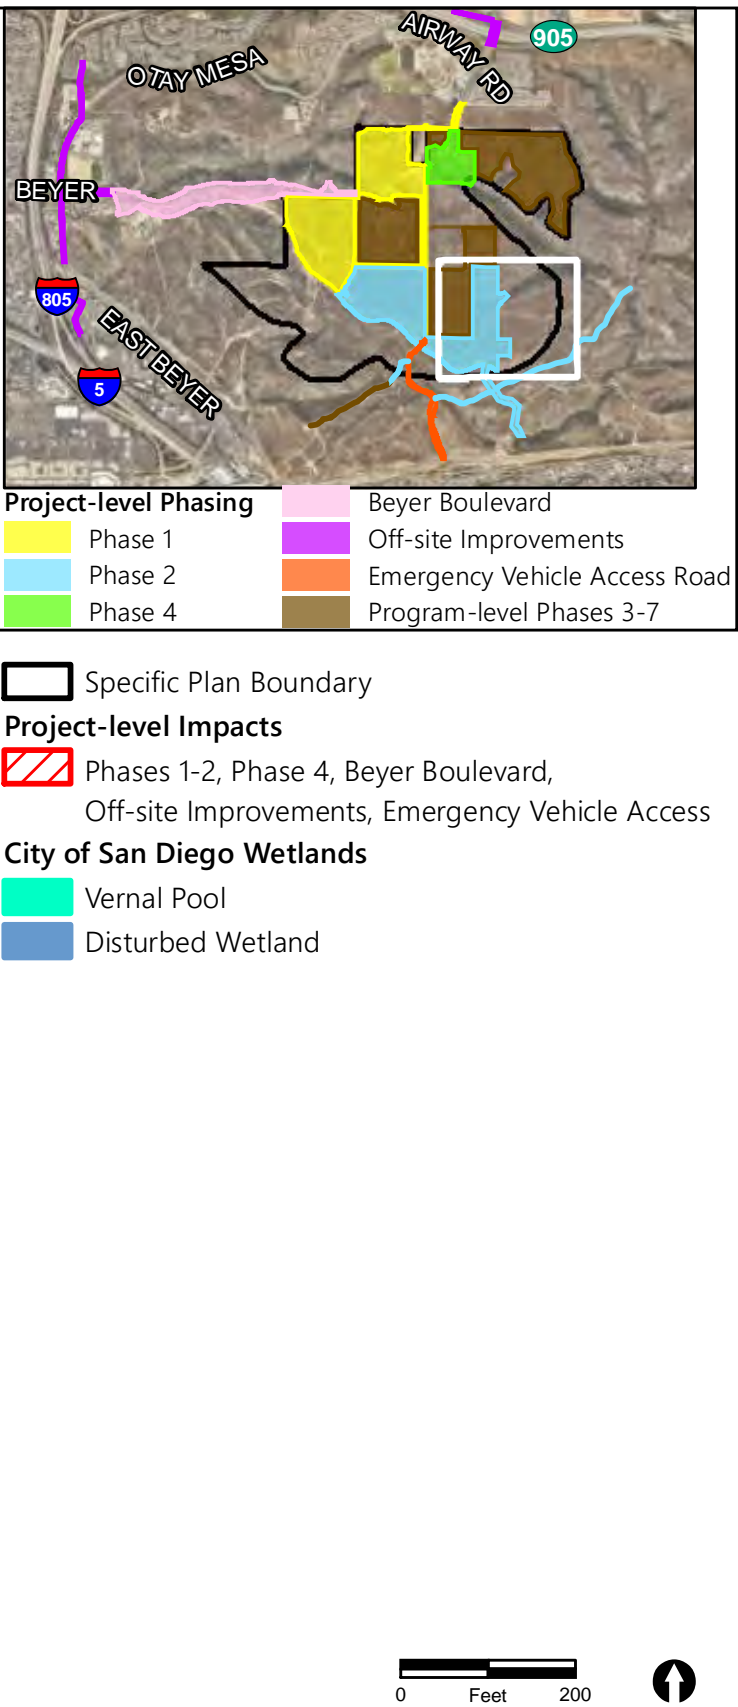 AIRWAY RD
905
OTAY MESA
BEYER
805
EAST BEYER
5
Project-level Phasing
Phase 1
Phase 2
Phase 4
Beyer Boulevard
Off-site Improvements
Emergency Vehicle Access Road
Program-level Phases 3-7
Specific Plan Boundary
Project-level Impacts
Phases 1-2, Phase 4, Beyer Boulevard,
Off-site Improvements, Emergency Vehicle Access
City of San Diego Wetlands
Vernal Pool
Disturbed Wetland
0 Feet 200